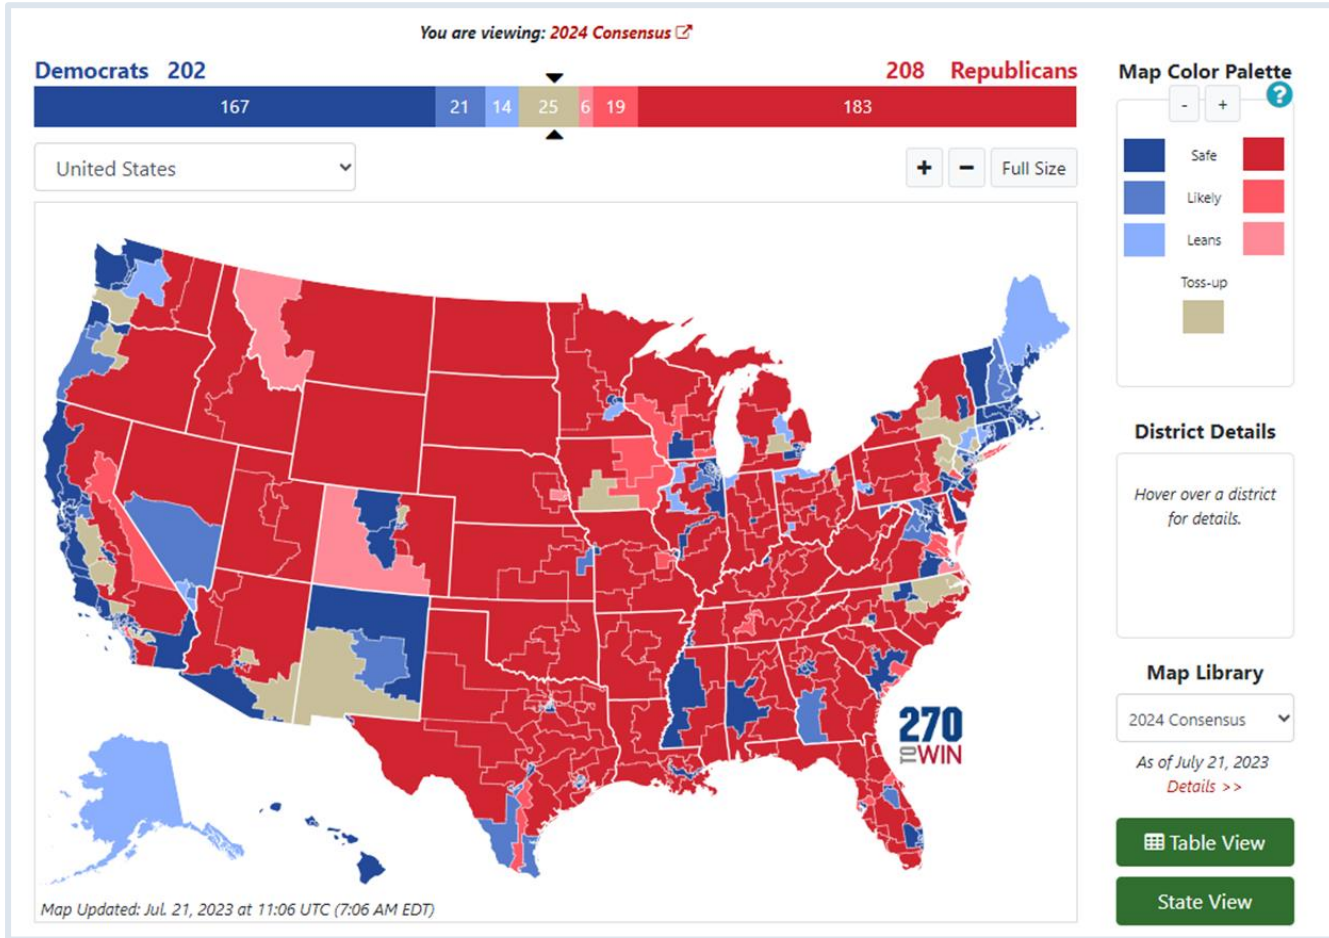 You are viewing: 2024 Consensus
Democrats 202
208 Republicans
167 21 14 25 6 19 183
United States
+ − Full Size
Map Color Palette
- +
?
Safe
Likely
Leans
Toss-up
District Details
Hover over a district
for details.
270
TO WIN
Map Library
2024 Consensus
As of July 21, 2023
Details >>
Table View
State View
Map Updated: Jul. 21, 2023 at 11:06 UTC (7:06 AM EDT)